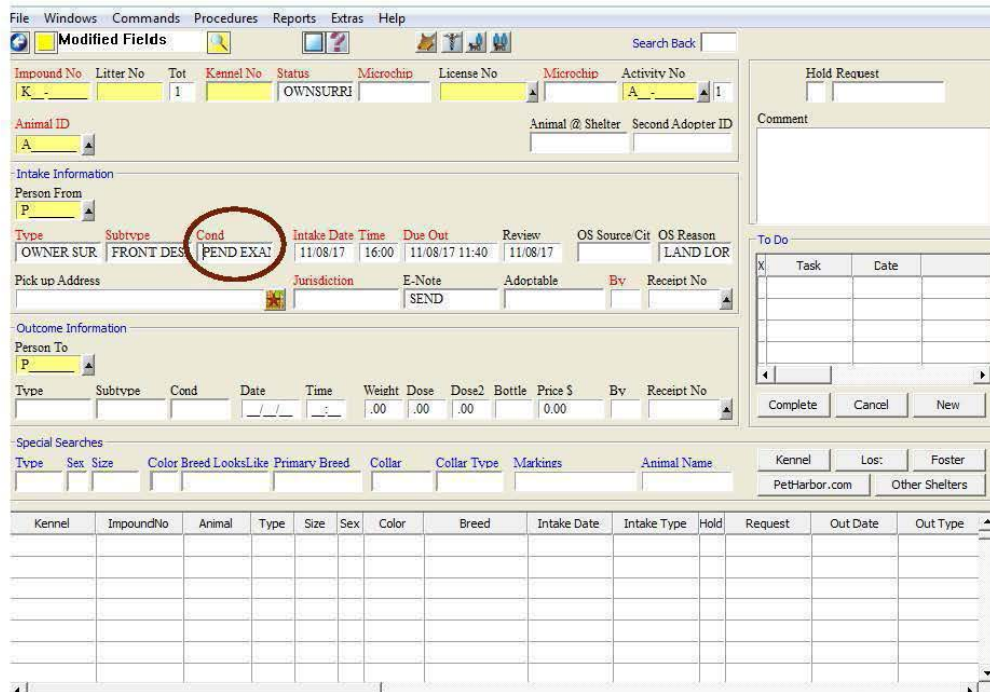 File Windows Commands Procedures Reports Extras Help
Modified Fields Search Back
Impound No Litter No Tot Kennel No Status Microchip License No Microchip Activity No
K__-_____ 1 OWNSURRI A__-_____ 1
Animal ID Animal @ Shelter Second Adopter ID
A______
Hold Request
Comment
Intake Information
Person From
P______
Type Subtype Cond Intake Date Time Due Out Review OS Source/Cit OS Reason
OWNER SUR FRONT DES PEND EXAI 11/08/17 16:00 11/08/17 11:40 11/08/17 LAND LOR
Pick up Address Jurisdiction E-Note Adoptable By Receipt No
SEND
To Do
X Task Date
Complete Cancel New
Outcome Information
Person To
P______
Type Subtype Cond Date Time Weight Dose Dose2 Bottle Price $ By Receipt No
_/_/_ _:_ .00 .00 .00 0.00
Special Searches
Type Sex Size Color Breed LooksLike Primary Breed Collar Collar Type Markings Animal Name
Kennel Lost Foster
PetHarbor.com Other Shelters
Kennel ImpoundNo Animal Type Size Sex Color Breed Intake Date Intake Type Hold Request Out Date Out Type